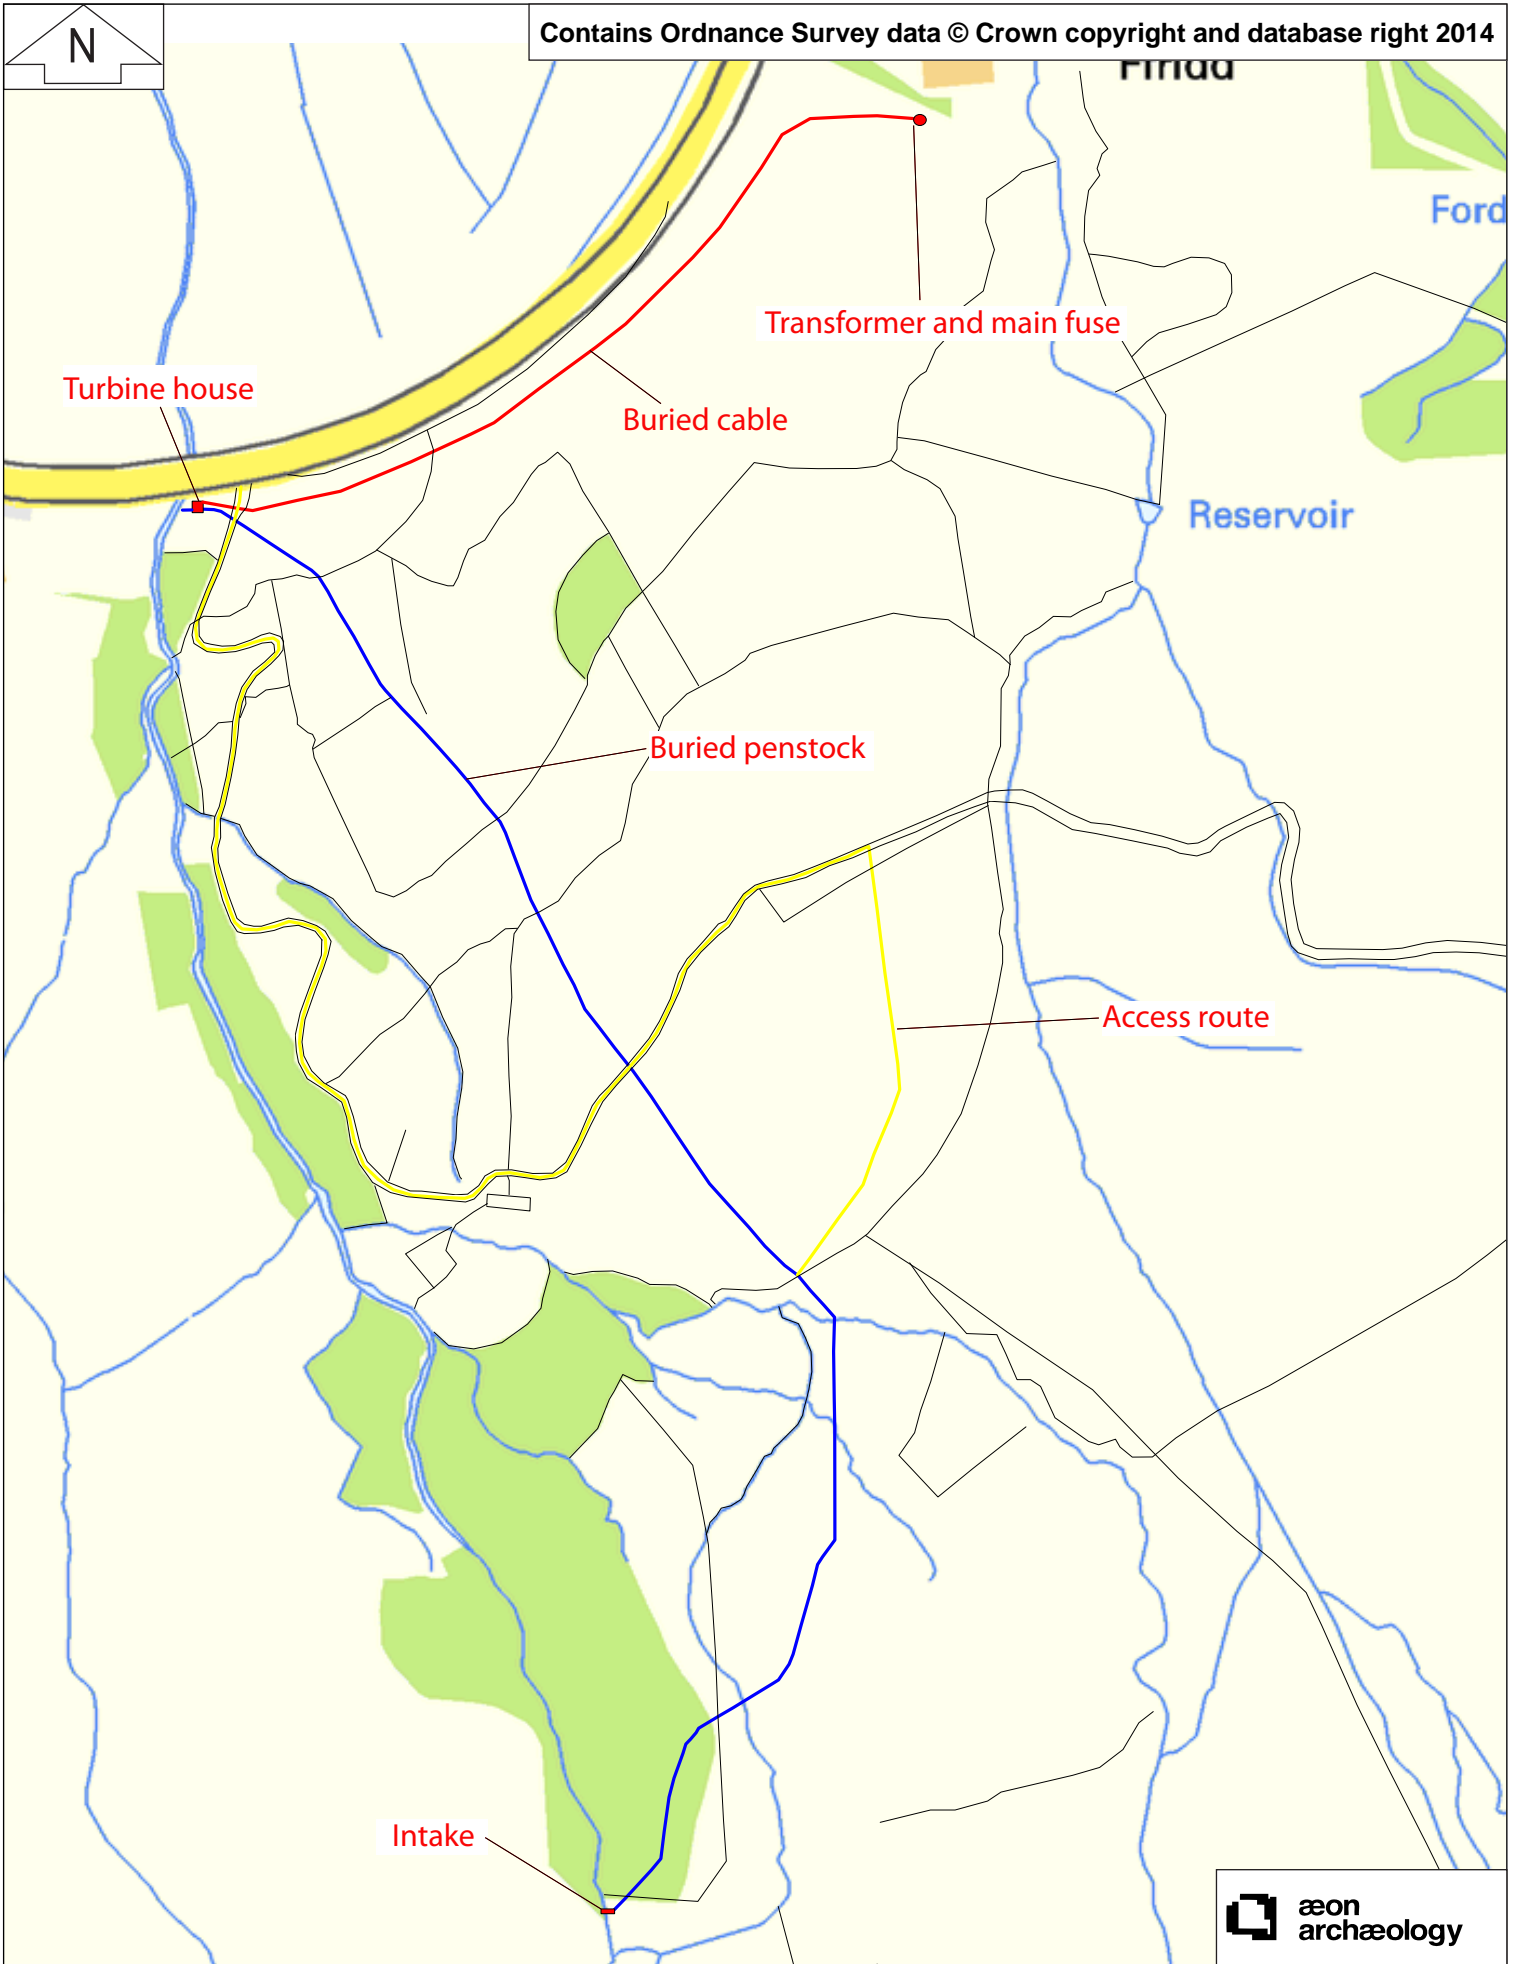 N
Contains Ordnance Survey data © Crown copyright and database right 2014
Ffridd
Ford
Transformer and main fuse
Turbine house
Buried cable
Reservoir
Buried penstock
Access route
Intake
æon
archæology